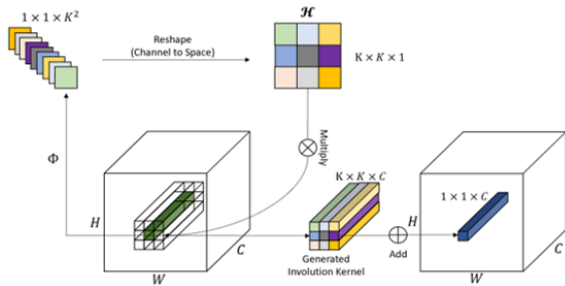 1 × 1 × K²
Reshape
(Channel to Space)
ℋ
K × K × 1
Φ
Multiply
K × K × C
1 × 1 × C
H
W
C
Generated
Involution Kernel
Add
H
W
C